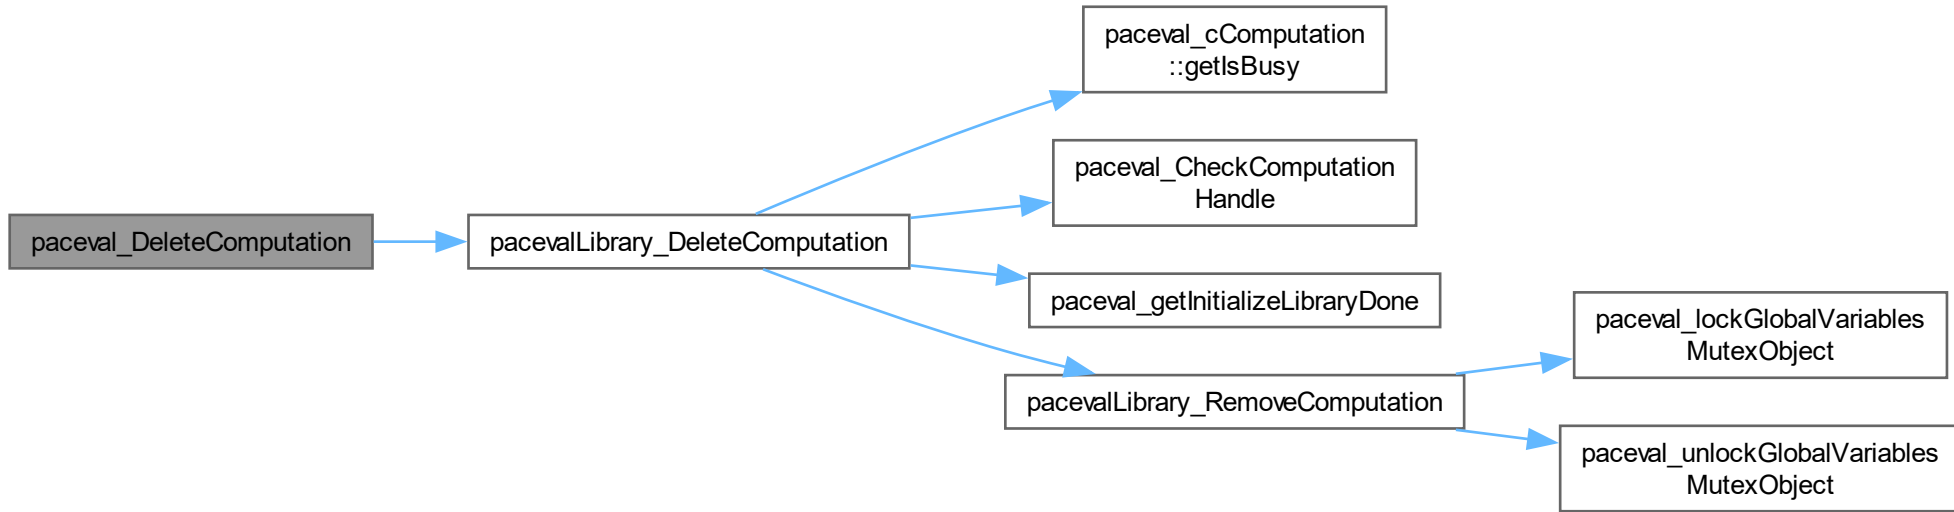 paceval_cComputation
::getIsBusy
paceval_CheckComputation
Handle
paceval_DeleteComputation
pacevalLibrary_DeleteComputation
paceval_getInitializeLibraryDone
paceval_lockGlobalVariables
MutexObject
pacevalLibrary_RemoveComputation
paceval_unlockGlobalVariables
MutexObject